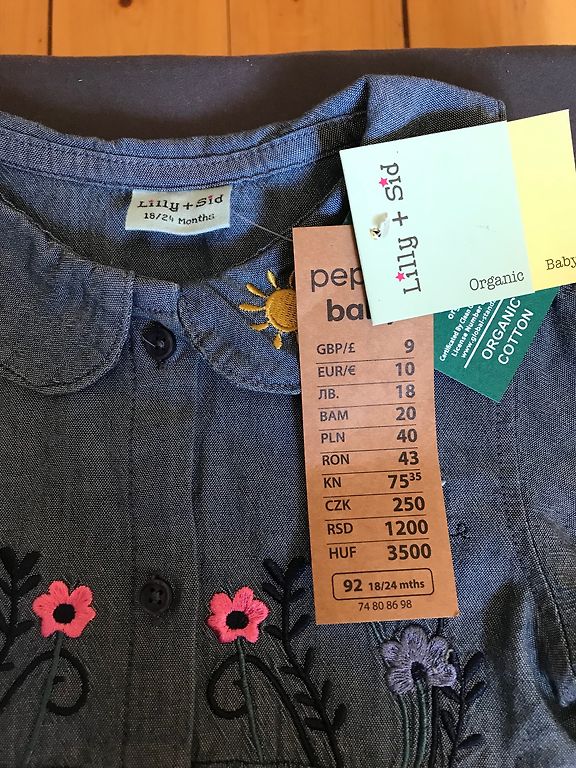 Lilly + Sid
18/24 Months
Lilly + Sid
Organic
Baby
ORGANIC
COTTON
GBP/£ 9
EUR/€ 10
ЛВ. 18
BAM 20
PLN 40
RON 43
KN 75³⁵
CZK 250
RSD 1200
HUF 3500
92 18/24 mths
74 80 86 98